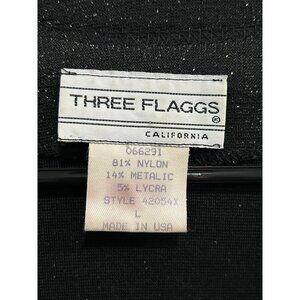 THREE FLAGGS
®
CALIFORNIA
066291
81% NYLON
14% METALIC
5% LYCRA
STYLE 42054X
L
MADE IN USA